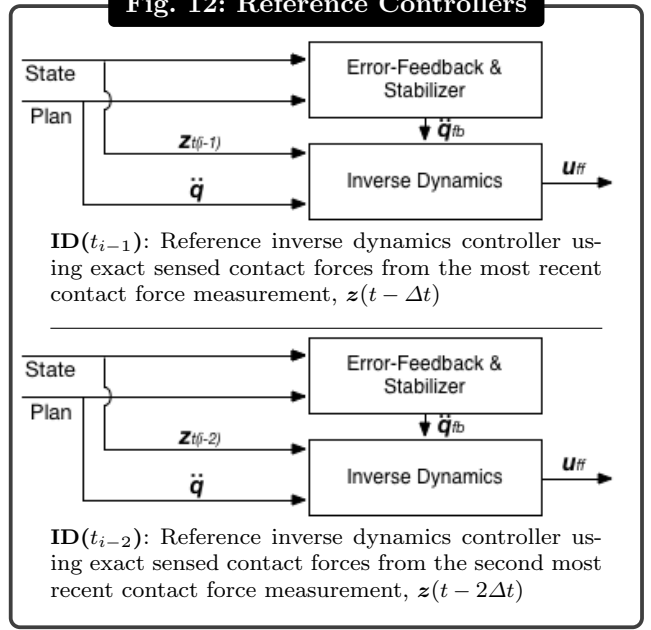 Fig. 12: Reference Controllers
State
Plan
Error-Feedback &
Stabilizer
q̈fb
zt(i-1)
q̈
Inverse Dynamics
uff
ID(tᵢ₋₁): Reference inverse dynamics controller us-
ing exact sensed contact forces from the most recent
contact force measurement, z(t − Δt)
State
Plan
Error-Feedback &
Stabilizer
q̈fb
zt(i-2)
q̈
Inverse Dynamics
uff
ID(tᵢ₋₂): Reference inverse dynamics controller us-
ing exact sensed contact forces from the second most
recent contact force measurement, z(t − 2Δt)